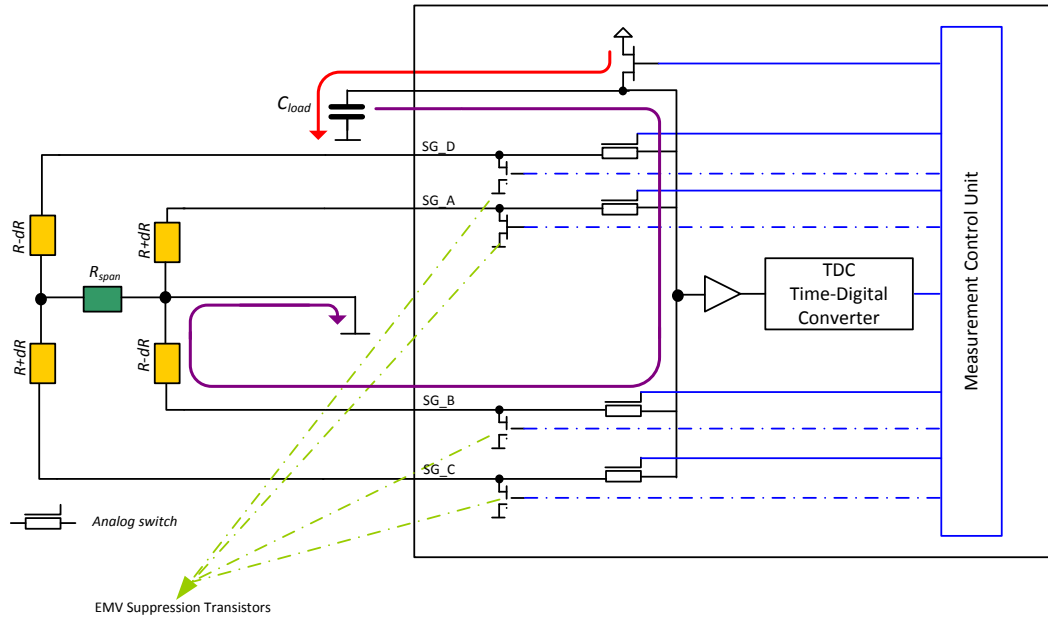 C_load
SG_D
SG_A
R-dR
R+dR
R_span
TDC
Time-Digital
Converter
Measurement Control Unit
R+dR
R-dR
SG_B
SG_C
Analog switch
EMV Suppression Transistors